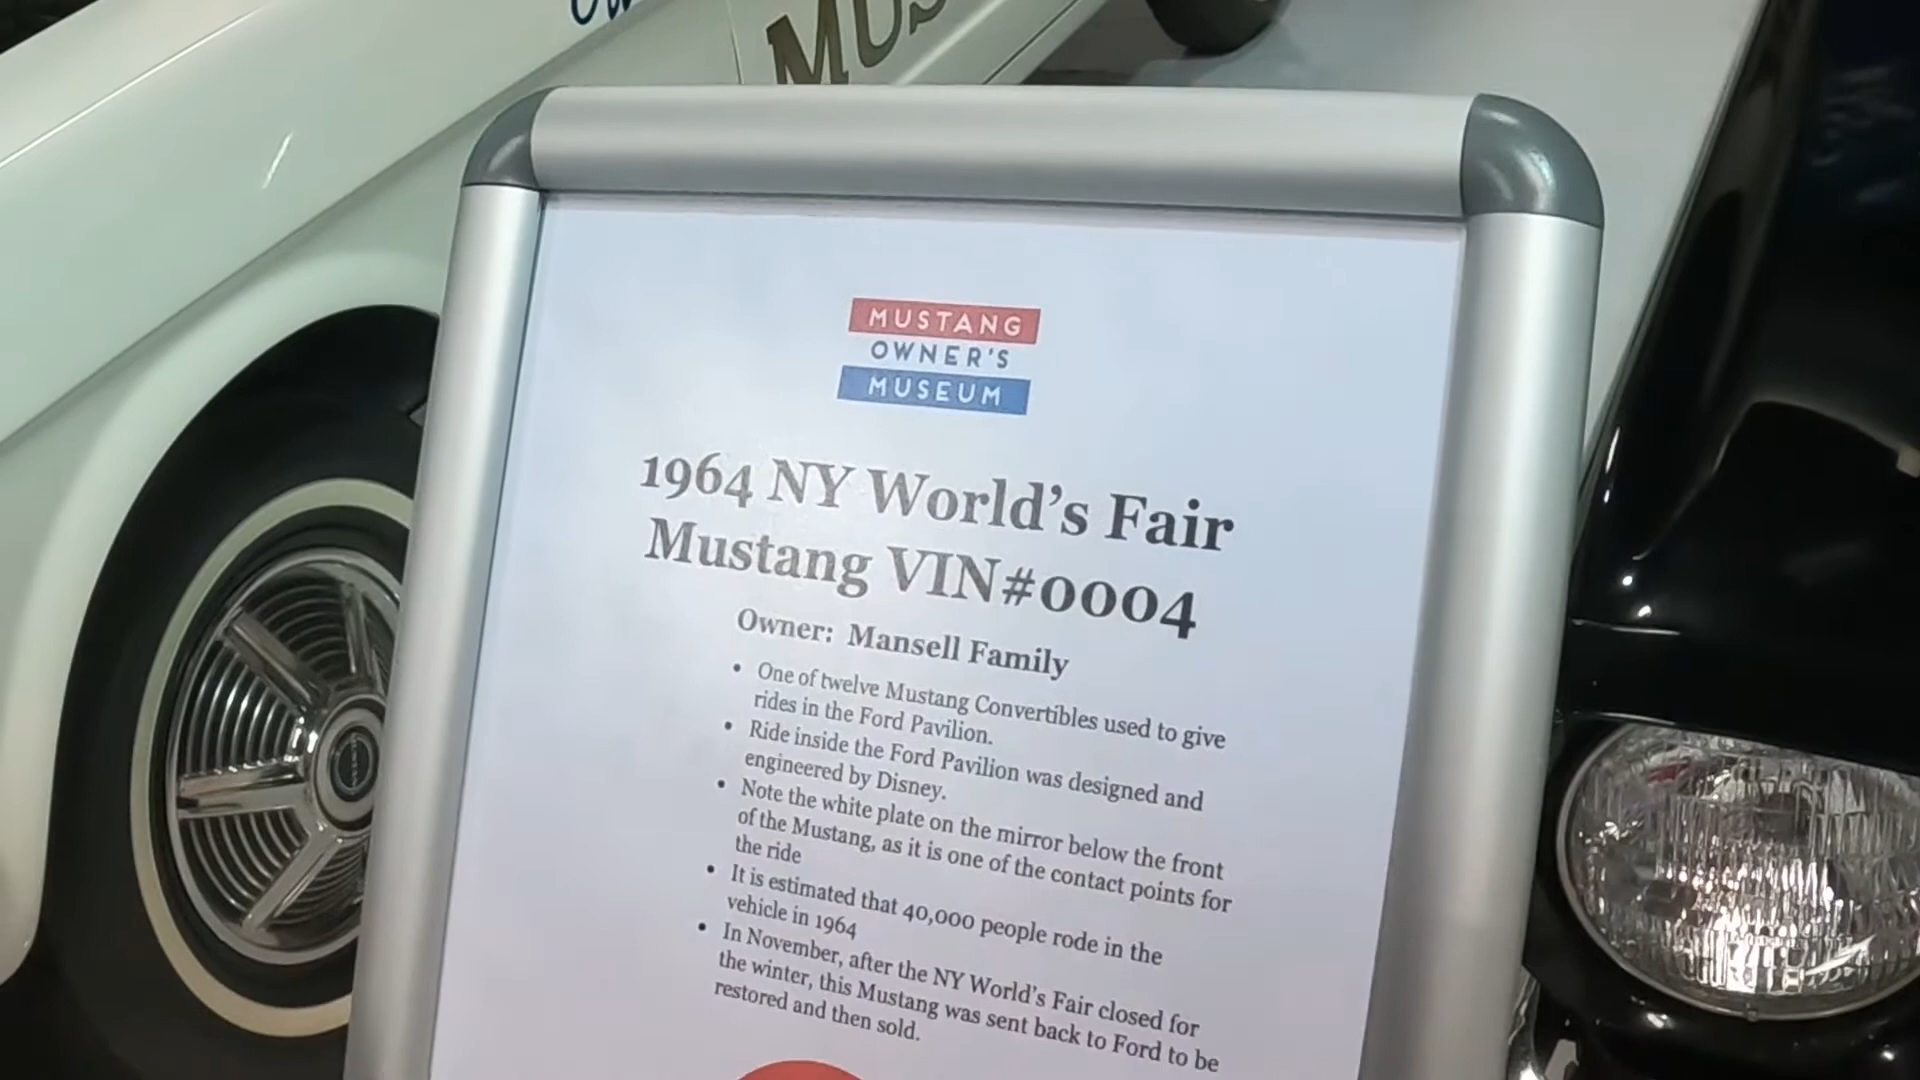 MUS
MUSTANG
OWNER'S
MUSEUM
1964 NY World's Fair
Mustang VIN#0004
Owner: Mansell Family
• One of twelve Mustang Convertibles used to give
rides in the Ford Pavilion.
• Ride inside the Ford Pavilion was designed and
engineered by Disney.
• Note the white plate on the mirror below the front
of the Mustang, as it is one of the contact points for
the ride
• It is estimated that 40,000 people rode in the
vehicle in 1964
• In November, after the NY World's Fair closed for
the winter, this Mustang was sent back to Ford to be
restored and then sold.